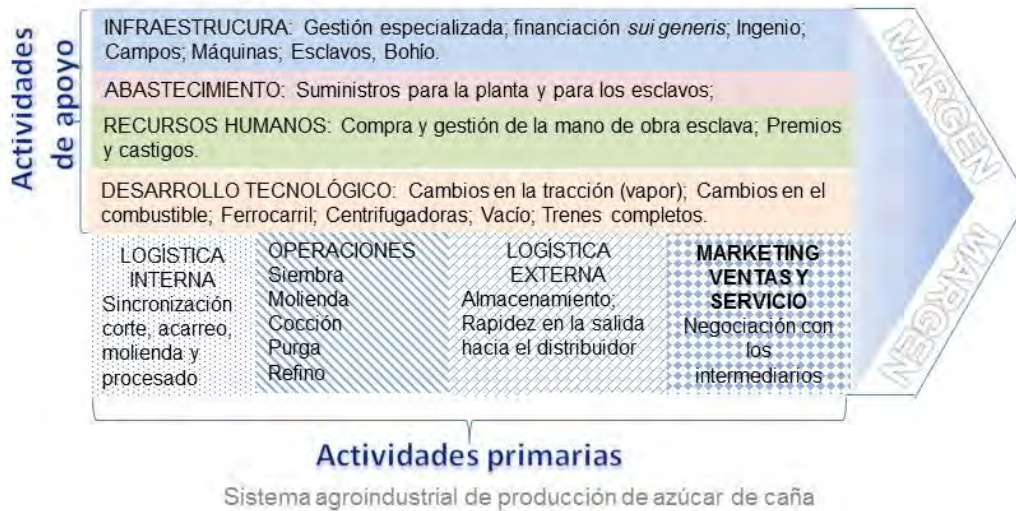 Actividades
de apoyo
INFRAESTRUCURA: Gestión especializada; financiación sui generis; Ingenio;
Campos; Máquinas; Esclavos, Bohío.
ABASTECIMIENTO: Suministros para la planta y para los esclavos;
RECURSOS HUMANOS: Compra y gestión de la mano de obra esclava; Premios
y castigos.
DESARROLLO TECNOLÓGICO: Cambios en la tracción (vapor); Cambios en el
combustible; Ferrocarril; Centrifugadoras; Vacío; Trenes completos.
LOGÍSTICA
INTERNA
Sincronización
corte, acarreo,
molienda y
procesado
OPERACIONES
Siembra
Molienda
Cocción
Purga
Refino
LOGÍSTICA
EXTERNA
Almacenamiento;
Rapidez en la salida
hacia el distribuidor
MARKETING
VENTAS Y
SERVICIO
Negociación con
los
intermediarios
MARGEN
MARGEN
Actividades primarias
Sistema agroindustrial de producción de azúcar de caña